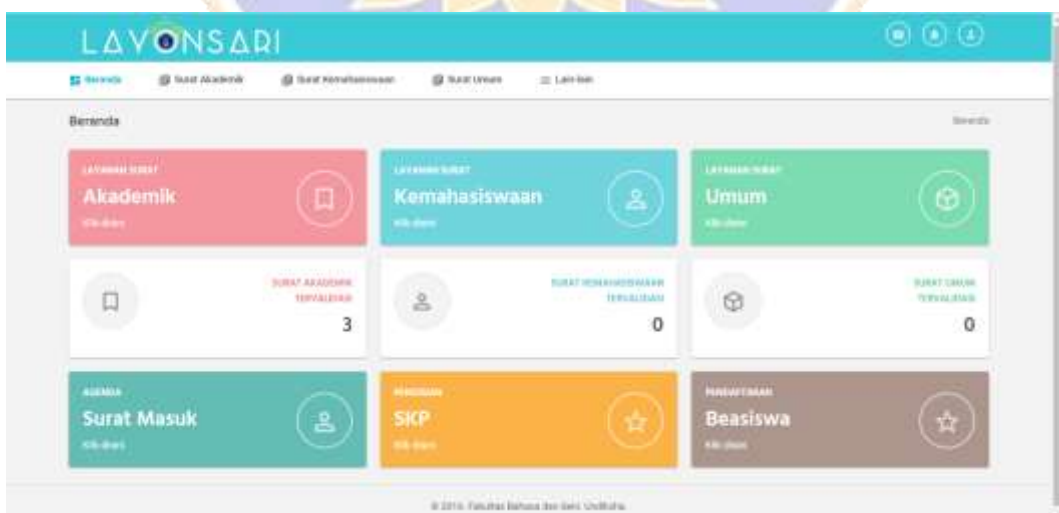 LAVONSARI
Beranda Surat Akademik Surat Kemahasiswaan Surat Umum Lain-lain
Beranda Beranda
LAYANAN SURAT
Akademik
Klik disini
LAYANAN SURAT
Kemahasiswaan
Klik disini
LAYANAN SURAT
Umum
Klik disini
SURAT AKADEMIK
TERVALIDASI
3
SURAT KEMAHASISWAAN
TERVALIDASI
0
SURAT UMUM
TERVALIDASI
0
AGENDA
Surat Masuk
Klik disini
SKP
Klik disini
PENDAFTARAN
Beasiswa
Klik disini
Fakultas Bahasa dan Seni. Undiksha.